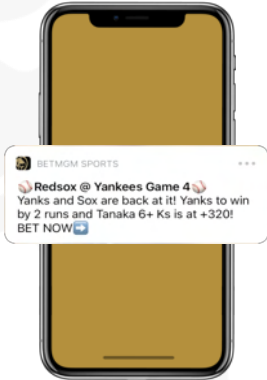 BETMGM SPORTS
⚾Redsox @ Yankees Game 4⚾
Yanks and Sox are back at it! Yanks to win
by 2 runs and Tanaka 6+ Ks is at +320!
BET NOW➡️